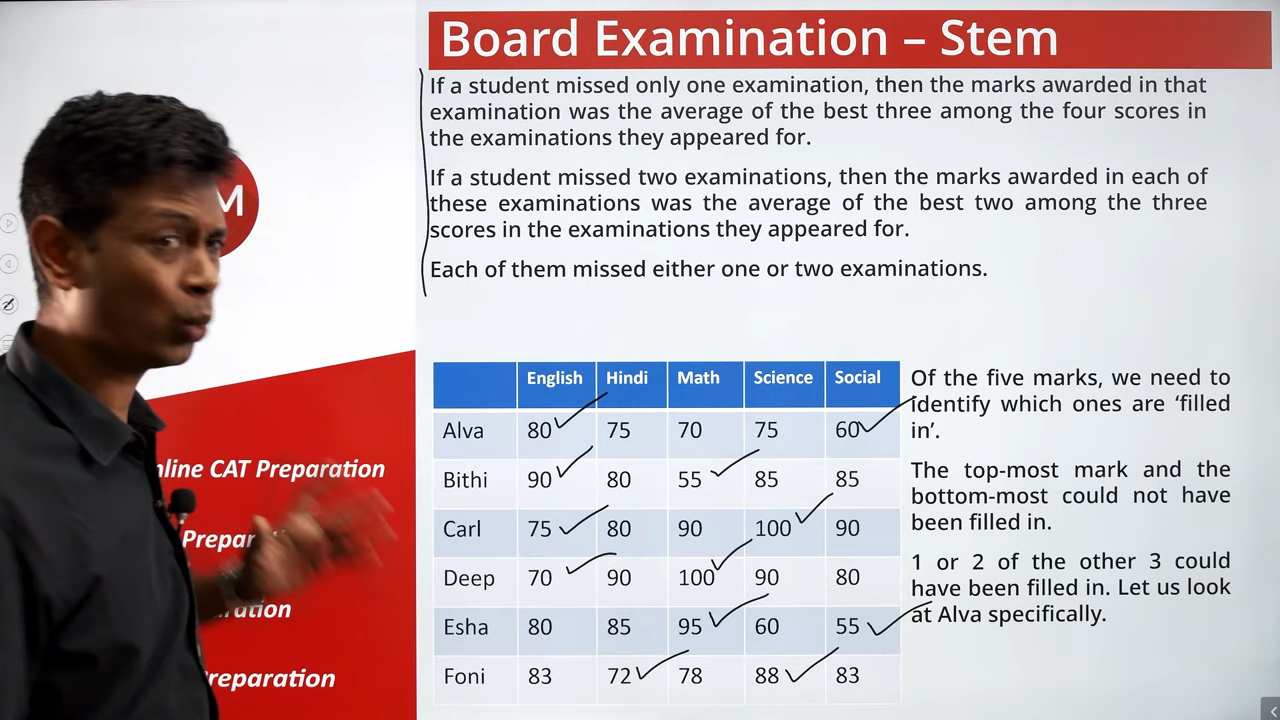 Board Examination – Stem
If a student missed only one examination, then the marks awarded in that
examination was the average of the best three among the four scores in
the examinations they appeared for.
If a student missed two examinations, then the marks awarded in each of
these examinations was the average of the best two among the three
scores in the examinations they appeared for.
Each of them missed either one or two examinations.
English Hindi Math Science Social
Alva 80 75 70 75 60
Bithi 90 80 55 85 85
Carl 75 80 90 100 90
Deep 70 90 100 90 80
Esha 80 85 95 60 55
Foni 83 72 78 88 83
Of the five marks, we need to
identify which ones are ‘filled
in’.
The top-most mark and the
bottom-most could not have
been filled in.
1 or 2 of the other 3 could
have been filled in. Let us look
at Alva specifically.
M
nline CAT Preparation
Prepar
ration
reparation